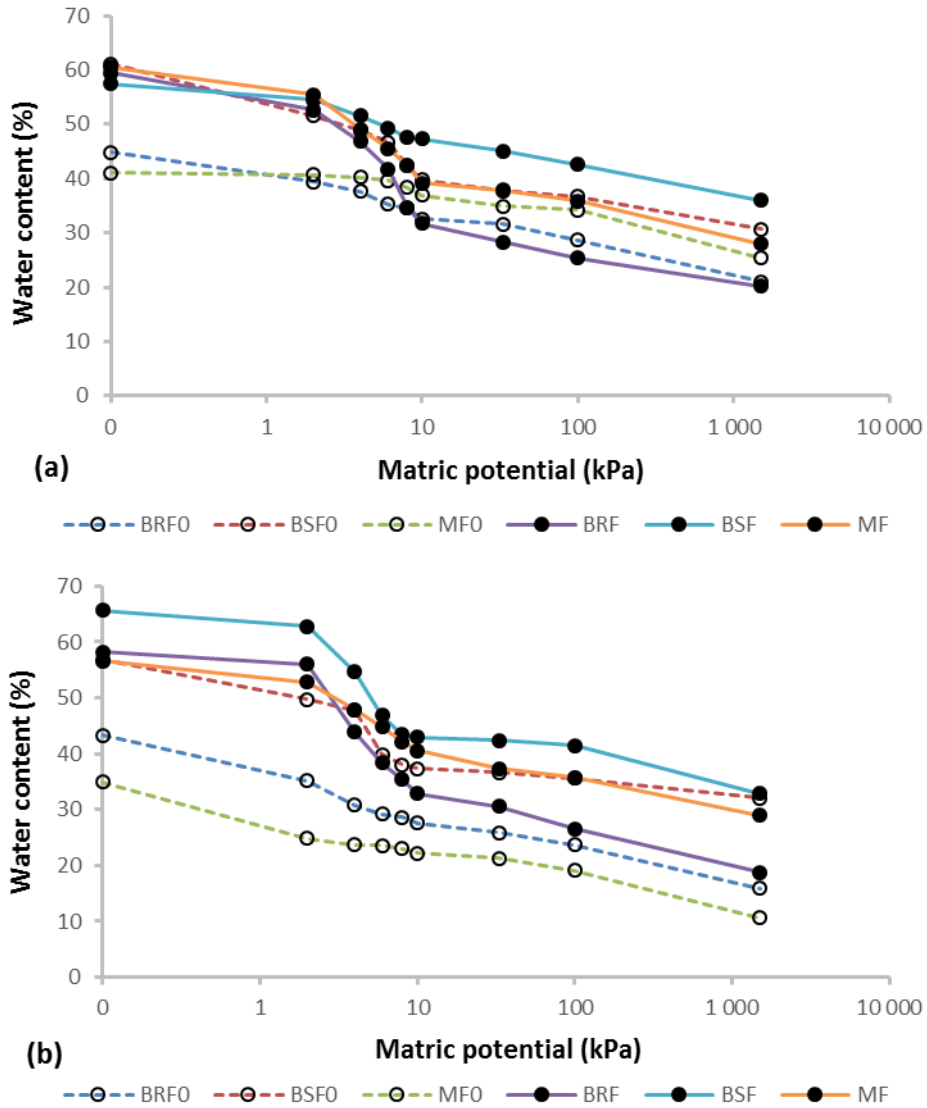 70
60
50
40
30
20
10
0
Water content (%)
0 1 10 100 1 000 10 000
Matric potential (kPa)
(a)
BRF0 BSF0 MF0 BRF BSF MF
70
60
50
40
30
20
10
0
Water content (%)
0 1 10 100 1 000 10 000
Matric potential (kPa)
(b)
BRF0 BSF0 MF0 BRF BSF MF